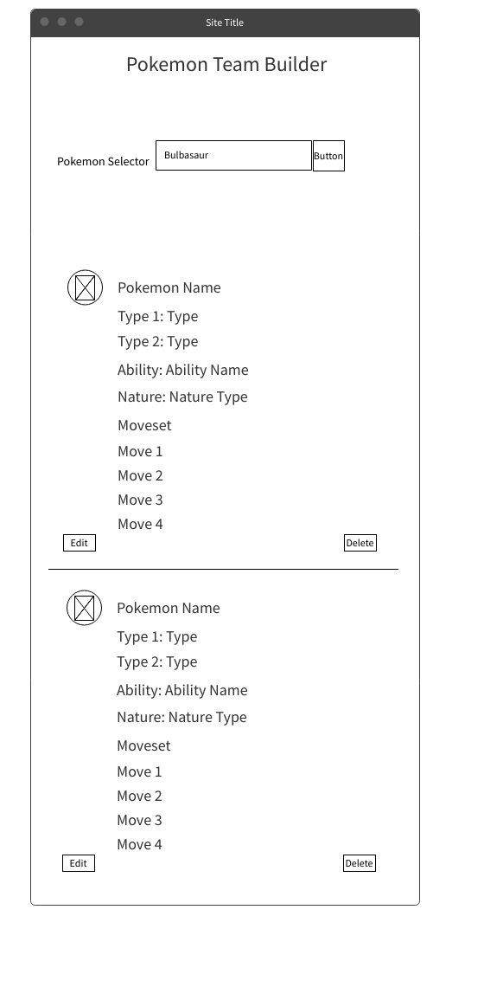 Site Title
Pokemon Team Builder
Pokemon Selector Bulbasaur Button
Pokemon Name
Type 1: Type
Type 2: Type
Ability: Ability Name
Nature: Nature Type
Moveset
Move 1
Move 2
Move 3
Move 4
Edit Delete
Pokemon Name
Type 1: Type
Type 2: Type
Ability: Ability Name
Nature: Nature Type
Moveset
Move 1
Move 2
Move 3
Move 4
Edit Delete